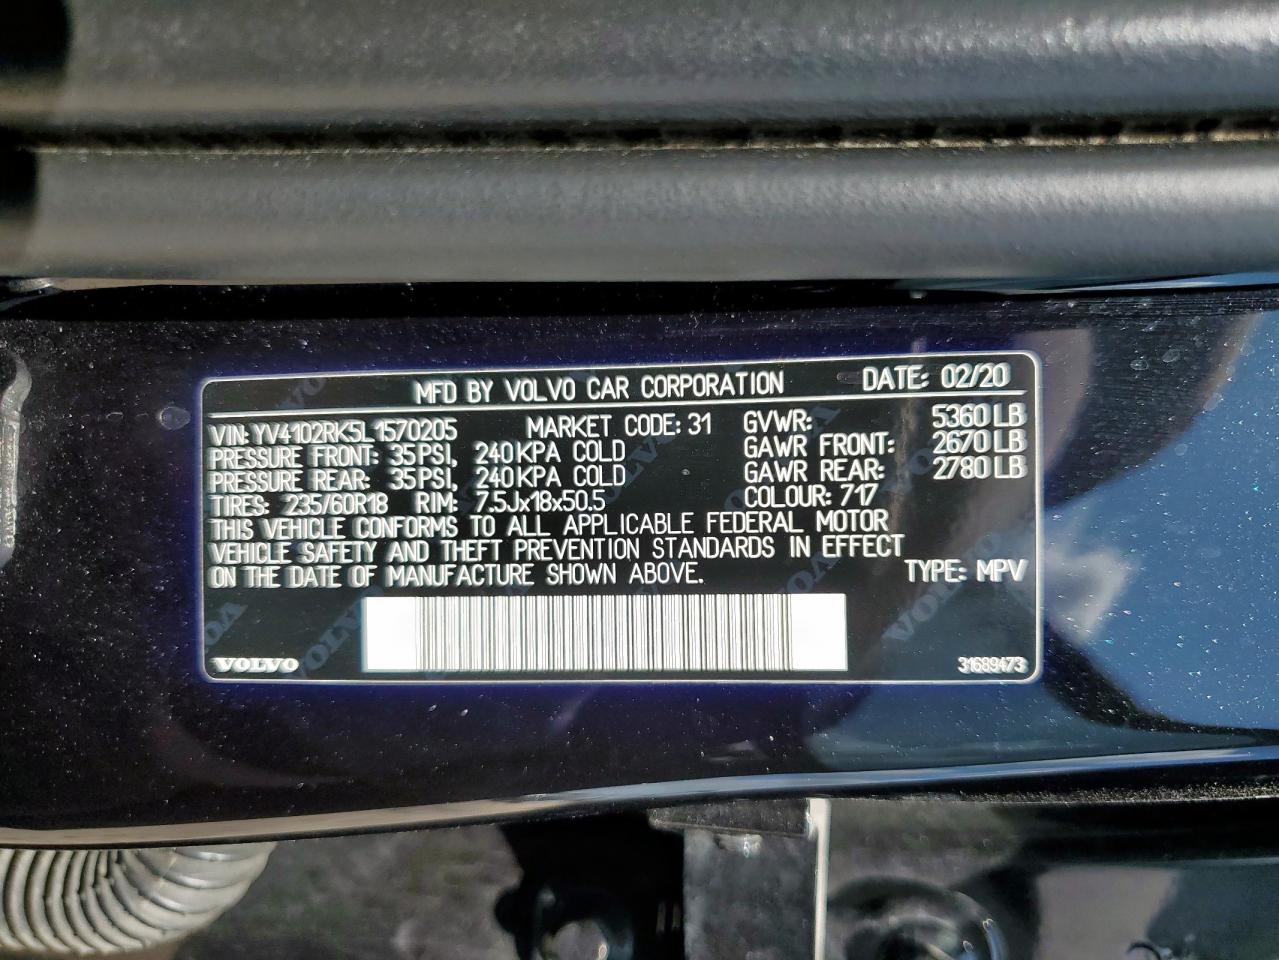 MFD BY VOLVO CAR CORPORATION DATE: 02/20
VIN: YV4102RK5L1570205 MARKET CODE: 31 GVWR: 5360 LB
PRESSURE FRONT: 35 PSI, 240 KPA COLD GAWR FRONT: 2670 LB
PRESSURE REAR: 35 PSI, 240 KPA COLD GAWR REAR: 2780 LB
TIRES: 235/60R18 RIM: 7.5Jx18x50.5 COLOUR: 717
THIS VEHICLE CONFORMS TO ALL APPLICABLE FEDERAL MOTOR
VEHICLE SAFETY AND THEFT PREVENTION STANDARDS IN EFFECT
ON THE DATE OF MANUFACTURE SHOWN ABOVE. TYPE: MPV
VOLVO 31689473